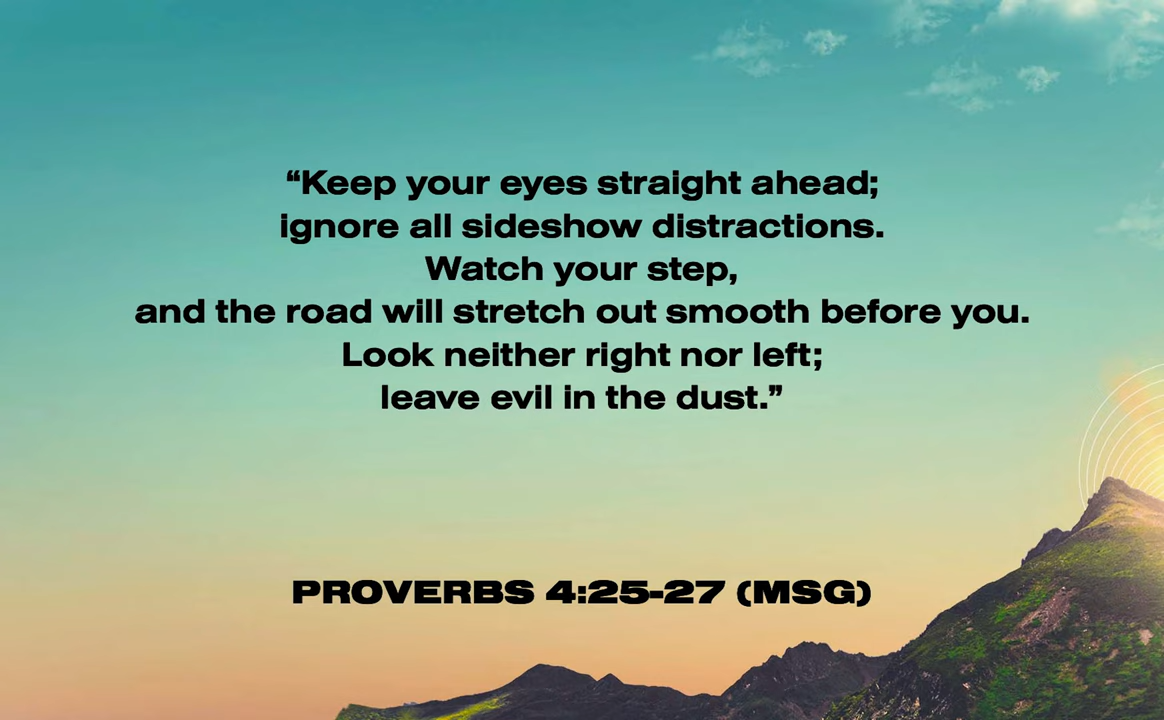 “Keep your eyes straight ahead;
ignore all sideshow distractions.
Watch your step,
and the road will stretch out smooth before you.
Look neither right nor left;
leave evil in the dust.”
PROVERBS 4:25-27 (MSG)